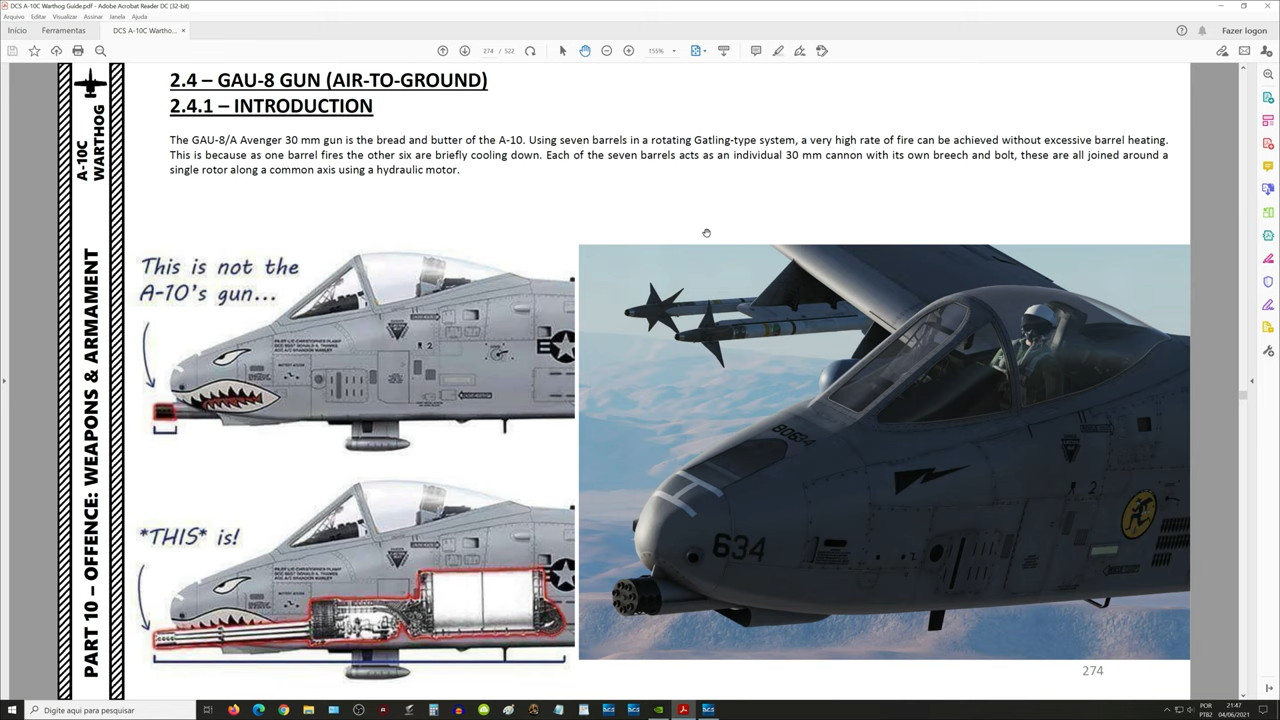 DCS A-10C Warthog Guide.pdf - Adobe Acrobat Reader DC (32-bit)
Arquivo Editar Visualizar Assinar Janela Ajuda
Início Ferramentas DCS A-10C Wartho... × Fazer logon
274 / 522 155%
A-10C
WARTHOG
PART 10 – OFFENCE: WEAPONS & ARMAMENT
2.4 – GAU-8 GUN (AIR-TO-GROUND)
2.4.1 – INTRODUCTION
The GAU-8/A Avenger 30 mm gun is the bread and butter of the A-10. Using seven barrels in a rotating Gatling-type system, a very high rate of fire can be achieved without excessive barrel heating.
This is because as one barrel fires the other six are briefly cooling down. Each of the seven barrels acts as an individual 30 mm cannon with its own breech and bolt, these are all joined around a
single rotor along a common axis using a hydraulic motor.
This is not the
A-10's gun...
*THIS* is!
80634
634
2
274
Digite aqui para pesquisar
POR
PTB2
21:47
04/06/2021